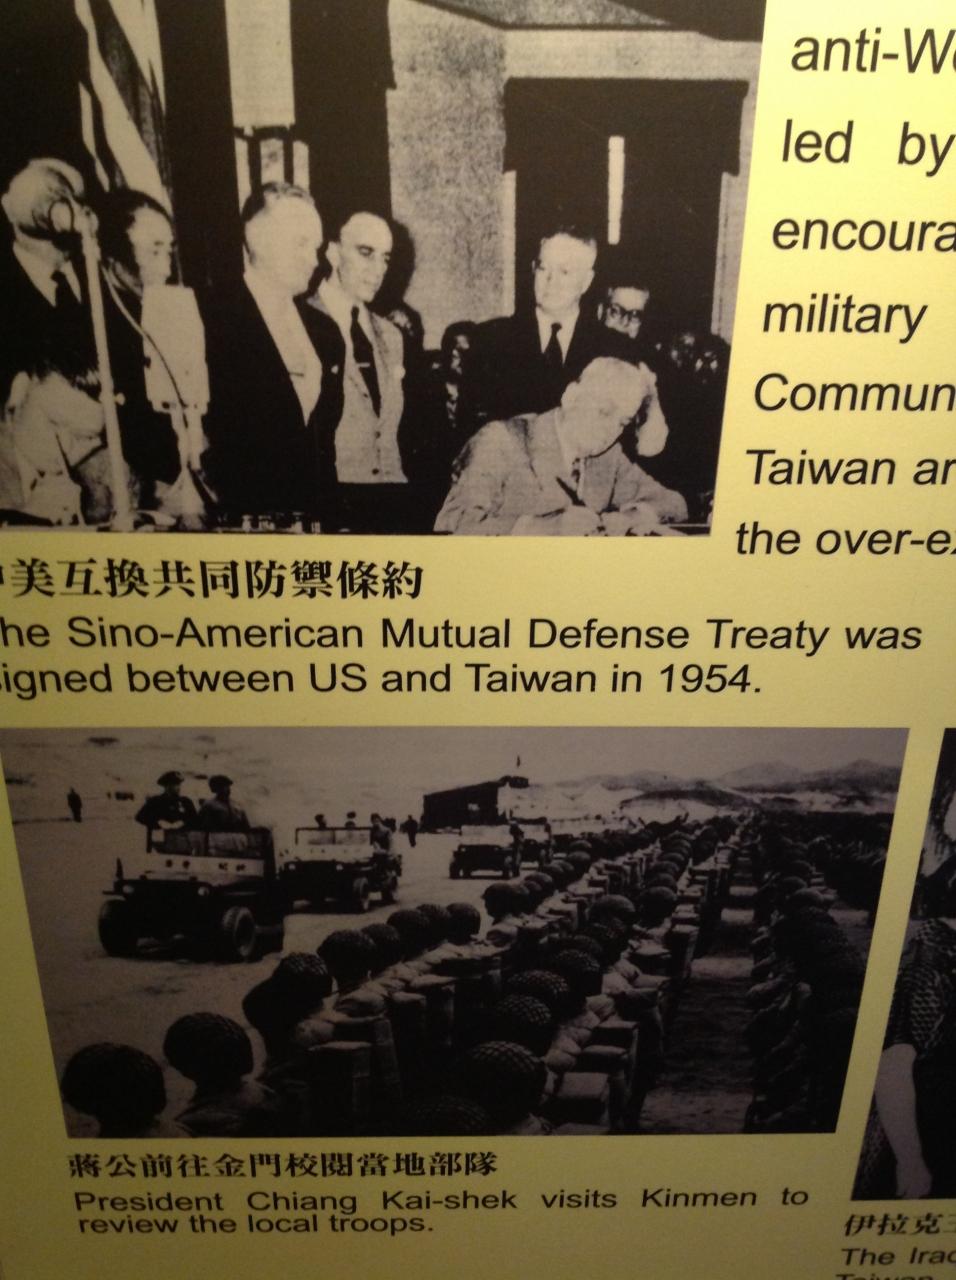 anti-
led by
encoura
military
Commun
Taiwan
the over-
美互換共同防禦條約
he Sino-American Mutual Defense Treaty was
igned between US and Taiwan in 1954.
蔣公前往金門校閱當地部隊
President Chiang Kai-shek visits Kinmen to
review the local troops.
伊拉克
The Iraq